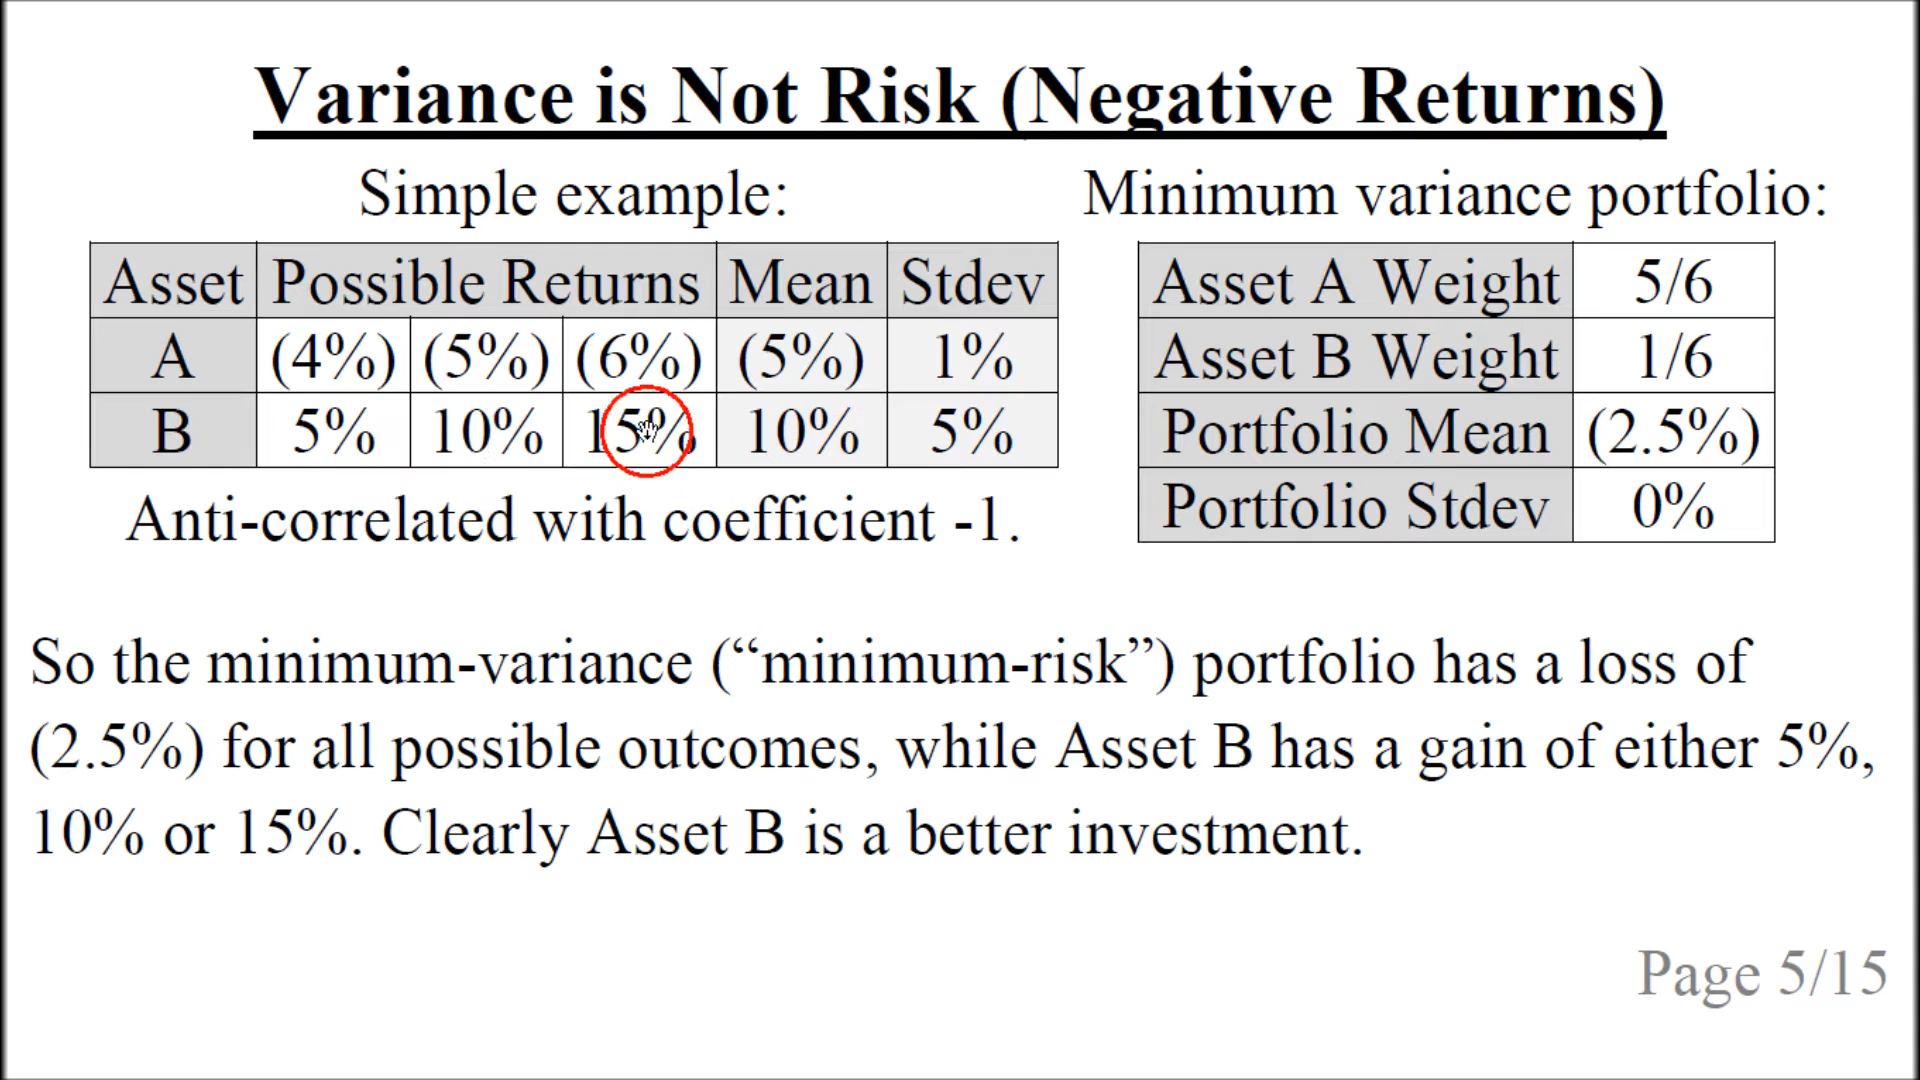 Variance is Not Risk (Negative Returns)
Simple example:
Asset Possible Returns Mean Stdev
A (4%) (5%) (6%) (5%) 1%
B 5% 10% 15% 10% 5%
Anti-correlated with coefficient -1.
Minimum variance portfolio:
Asset A Weight 5/6
Asset B Weight 1/6
Portfolio Mean (2.5%)
Portfolio Stdev 0%
So the minimum-variance (“minimum-risk”) portfolio has a loss of
(2.5%) for all possible outcomes, while Asset B has a gain of either 5%,
10% or 15%. Clearly Asset B is a better investment.
Page 5/15